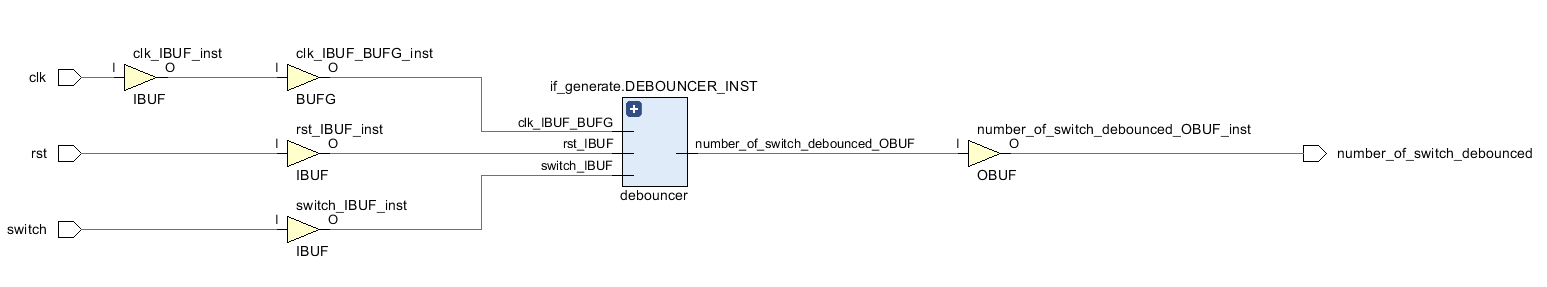 clk_IBUF_inst
clk_IBUF_BUFG_inst
I
O
I
O
clk
IBUF
BUFG
if_generate.DEBOUNCER_INST
clk_IBUF_BUFG
rst_IBUF_inst
number_of_switch_debounced_OBUF_inst
I
O
rst_IBUF
number_of_switch_debounced_OBUF
I
O
rst
number_of_switch_debounced
switch_IBUF
IBUF
OBUF
debouncer
switch_IBUF_inst
I
O
switch
IBUF